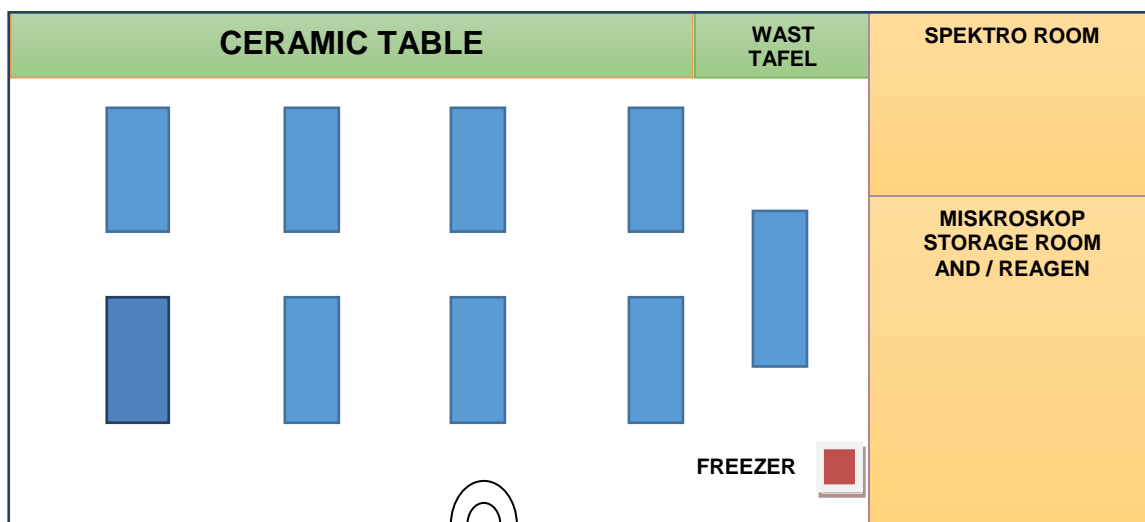 CERAMIC TABLE
WAST
TAFEL
SPEKTRO ROOM
MISKROSKOP
STORAGE ROOM
AND / REAGEN
FREEZER